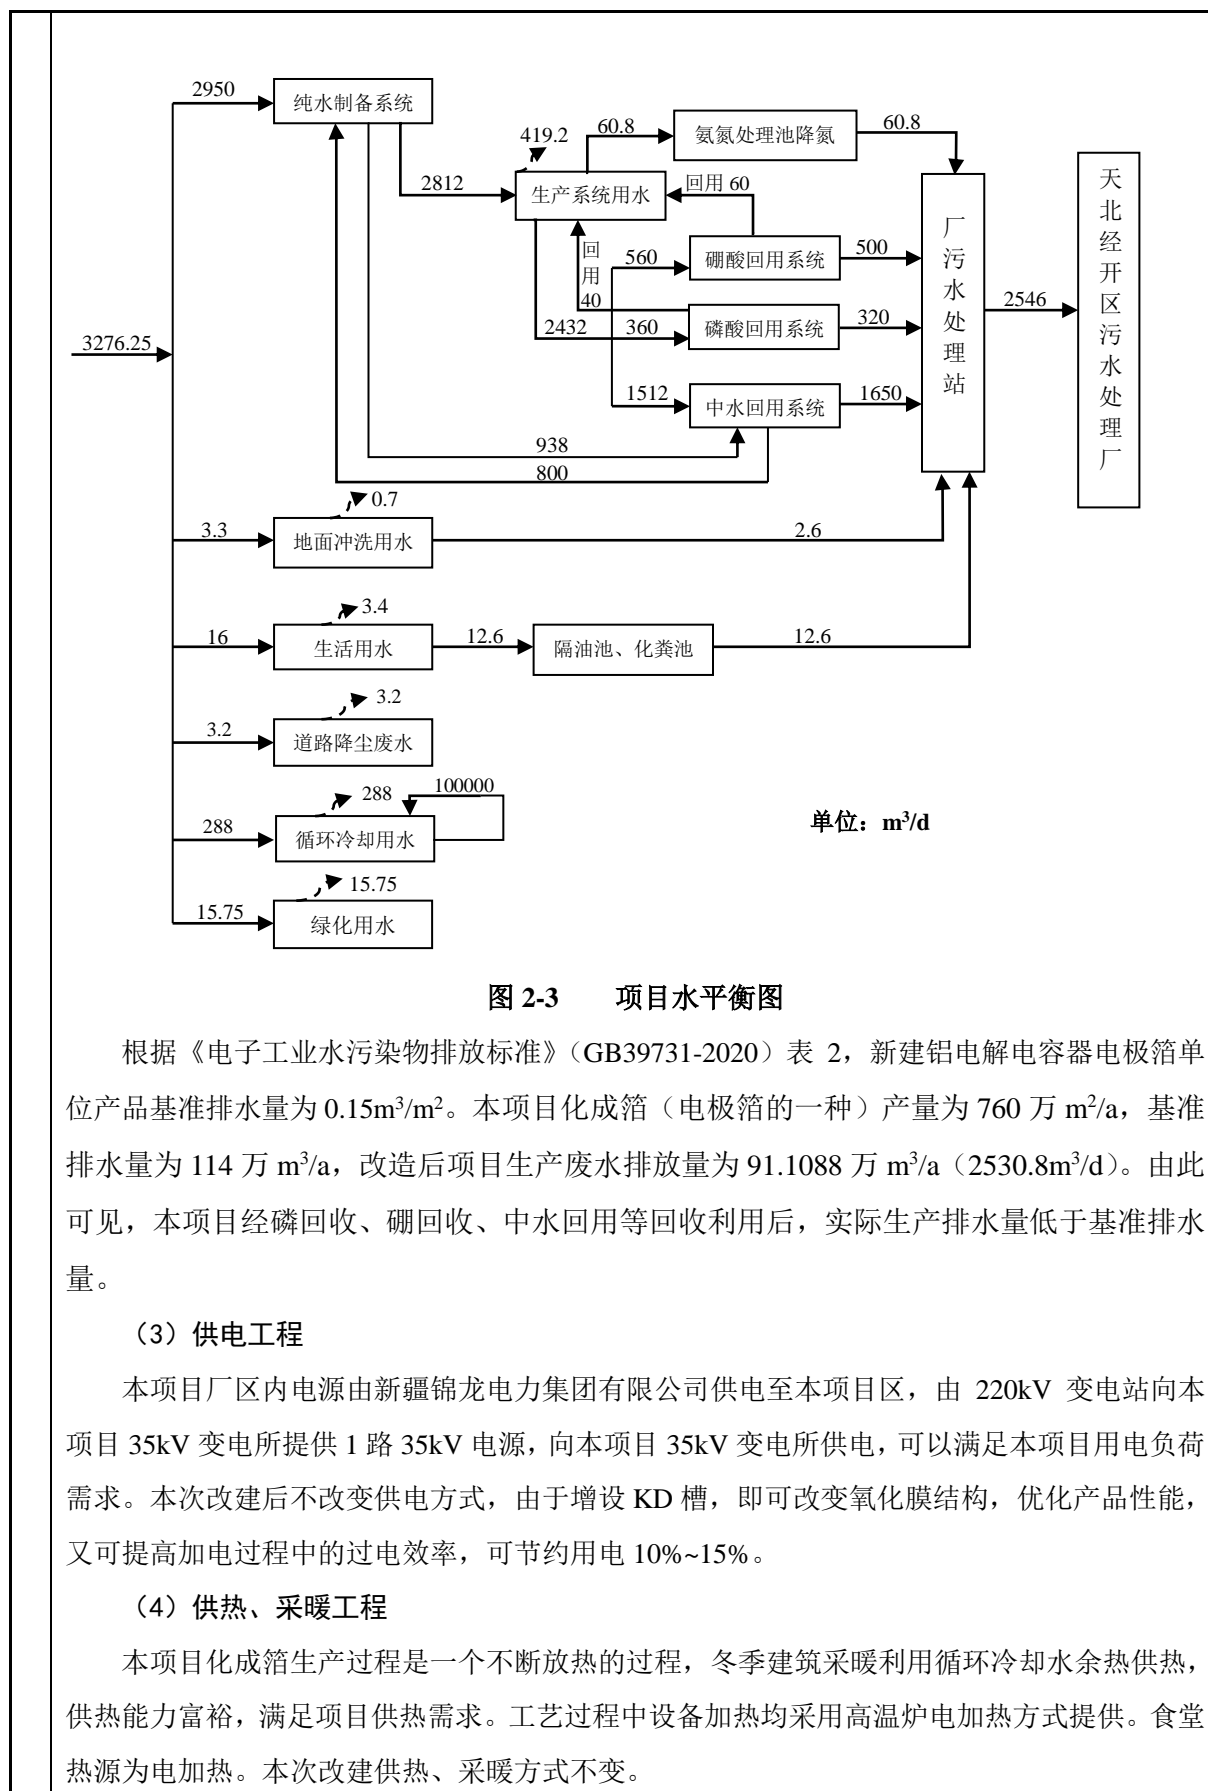 2950
纯水制备系统
419.2
60.8
氨氮处理池降氮
60.8
2812
生产系统用水
回用 60
回用 40
560
硼酸回用系统
500
2432
360
磷酸回用系统
320
1512
中水回用系统
1650
厂污水处理站
2546
天北经开区污水处理厂
3276.25
938
800
0.7
3.3
地面冲洗用水
2.6
3.4
16
生活用水
12.6
隔油池、化粪池
12.6
3.2
3.2
道路降尘废水
288
100000
288
循环冷却用水
单位：m³/d
15.75
15.75
绿化用水
图 2-3 项目水平衡图
根据《电子工业水污染物排放标准》（GB39731-2020）表 2，新建铝电解电容器电极箔单
位产品基准排水量为 0.15m³/m²。本项目化成箔（电极箔的一种）产量为 760 万 m²/a，基准
排水量为 114 万 m³/a，改造后项目生产废水排放量为 91.1088 万 m³/a（2530.8m³/d）。由此
可见，本项目经磷回收、硼回收、中水回用等回收利用后，实际生产排水量低于基准排水
量。
（3）供电工程
本项目厂区内电源由新疆锦龙电力集团有限公司供电至本项目区，由 220kV 变电站向本
项目 35kV 变电所提供 1 路 35kV 电源，向本项目 35kV 变电所供电，可以满足本项目用电负荷
需求。本次改建后不改变供电方式，由于增设 KD 槽，即可改变氧化膜结构，优化产品性能，
又可提高加电过程中的过电效率，可节约用电 10%~15%。
（4）供热、采暖工程
本项目化成箔生产过程是一个不断放热的过程，冬季建筑采暖利用循环冷却水余热供热，
供热能力富裕，满足项目供热需求。工艺过程中设备加热均采用高温炉电加热方式提供。食堂
热源为电加热。本次改建供热、采暖方式不变。